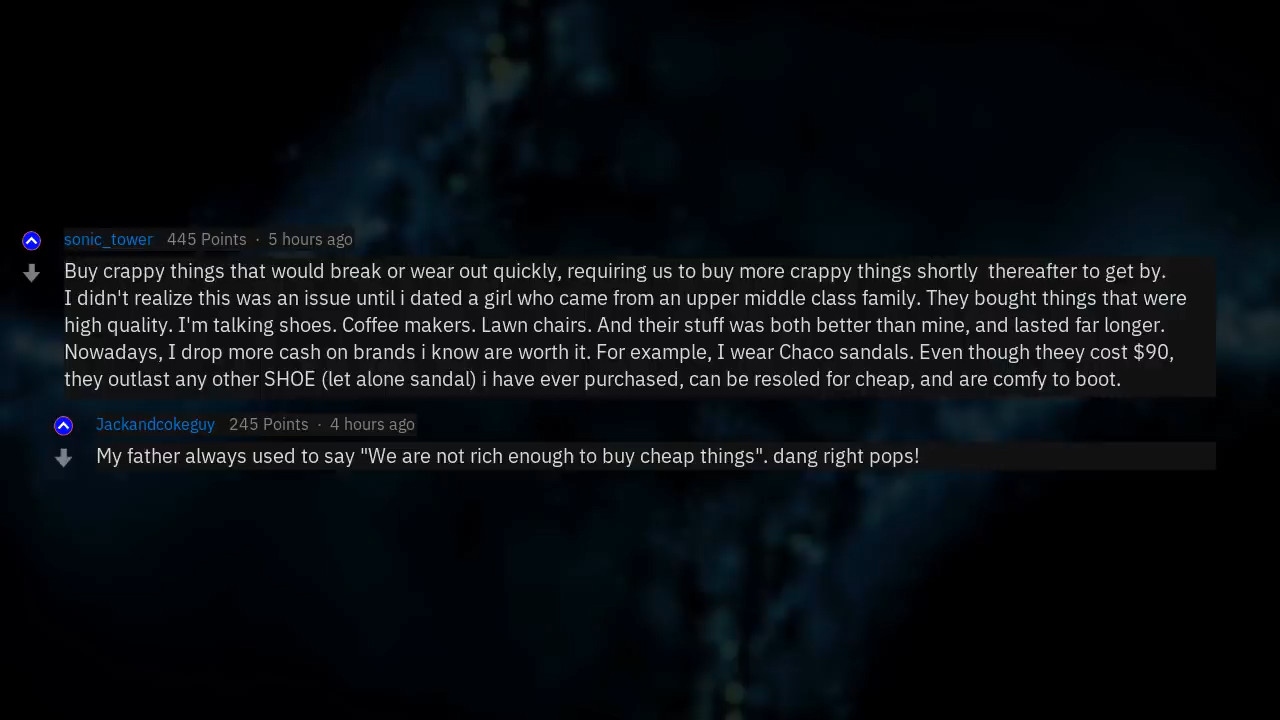 sonic_tower 445 Points · 5 hours ago
Buy crappy things that would break or wear out quickly, requiring us to buy more crappy things shortly  thereafter to get by.
I didn't realize this was an issue until i dated a girl who came from an upper middle class family. They bought things that were
high quality. I'm talking shoes. Coffee makers. Lawn chairs. And their stuff was both better than mine, and lasted far longer.
Nowadays, I drop more cash on brands i know are worth it. For example, I wear Chaco sandals. Even though theey cost $90,
they outlast any other SHOE (let alone sandal) i have ever purchased, can be resoled for cheap, and are comfy to boot.
Jackandcokeguy 245 Points · 4 hours ago
My father always used to say "We are not rich enough to buy cheap things". dang right pops!